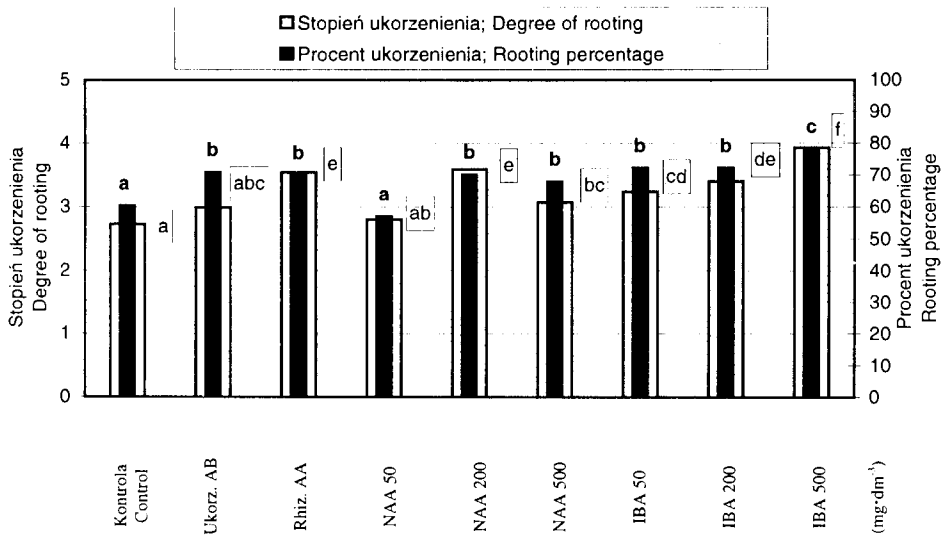 Stopień ukorzenienia; Degree of rooting
Procent ukorzenienia; Rooting percentage
Stopień ukorzenienia
Degree of rooting
5
4
3
2
1
0
a
a
b
abc
b
e
a
ab
b
e
b
bc
b
cd
b
de
c
f
100
90
80
70
60
50
40
30
20
10
0
Procent ukorzenienia
Rooting percentage
Kontrola
Control
Ukorz. AB
Rhiz. AA
NAA 50
NAA 200
NAA 500
IBA 50
IBA 200
IBA 500
(mg·dm⁻³)